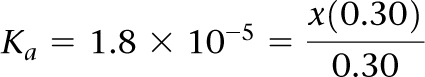 Kₐ = 1.8 × 10⁻⁵ = x(0.30) / 0.30